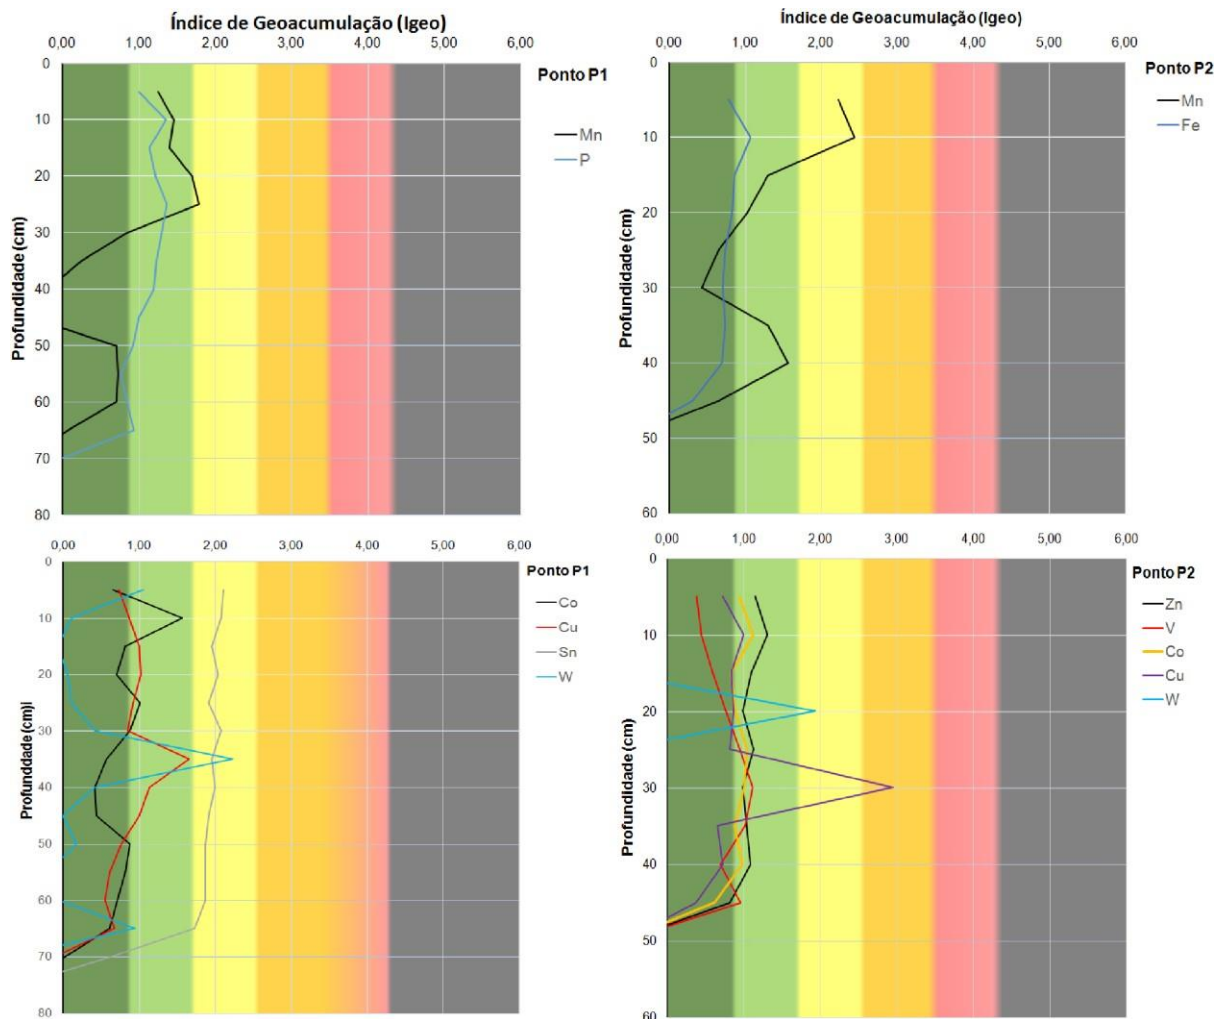 Índice de Geoacumulação (Igeo)
0,00 1,00 2,00 3,00 4,00 5,00 6,00
0
10
20
30
40
50
60
70
80
Profundidade (cm)
Ponto P1
Mn
P
Índice de Geoacumulação (Igeo)
0,00 1,00 2,00 3,00 4,00 5,00 6,00
0
10
20
30
40
50
60
Profundidade (cm)
Ponto P2
Mn
Fe
0,00 1,00 2,00 3,00 4,00 5,00 6,00
0
10
20
30
40
50
60
70
80
Profunddade (cm)i
Ponto P1
Co
Cu
Sn
W
0,00 1,00 2,00 3,00 4,00 5,00 6,00
0
10
20
30
40
50
60
Profundidade (cm)
Ponto P2
Zn
V
Co
Cu
W